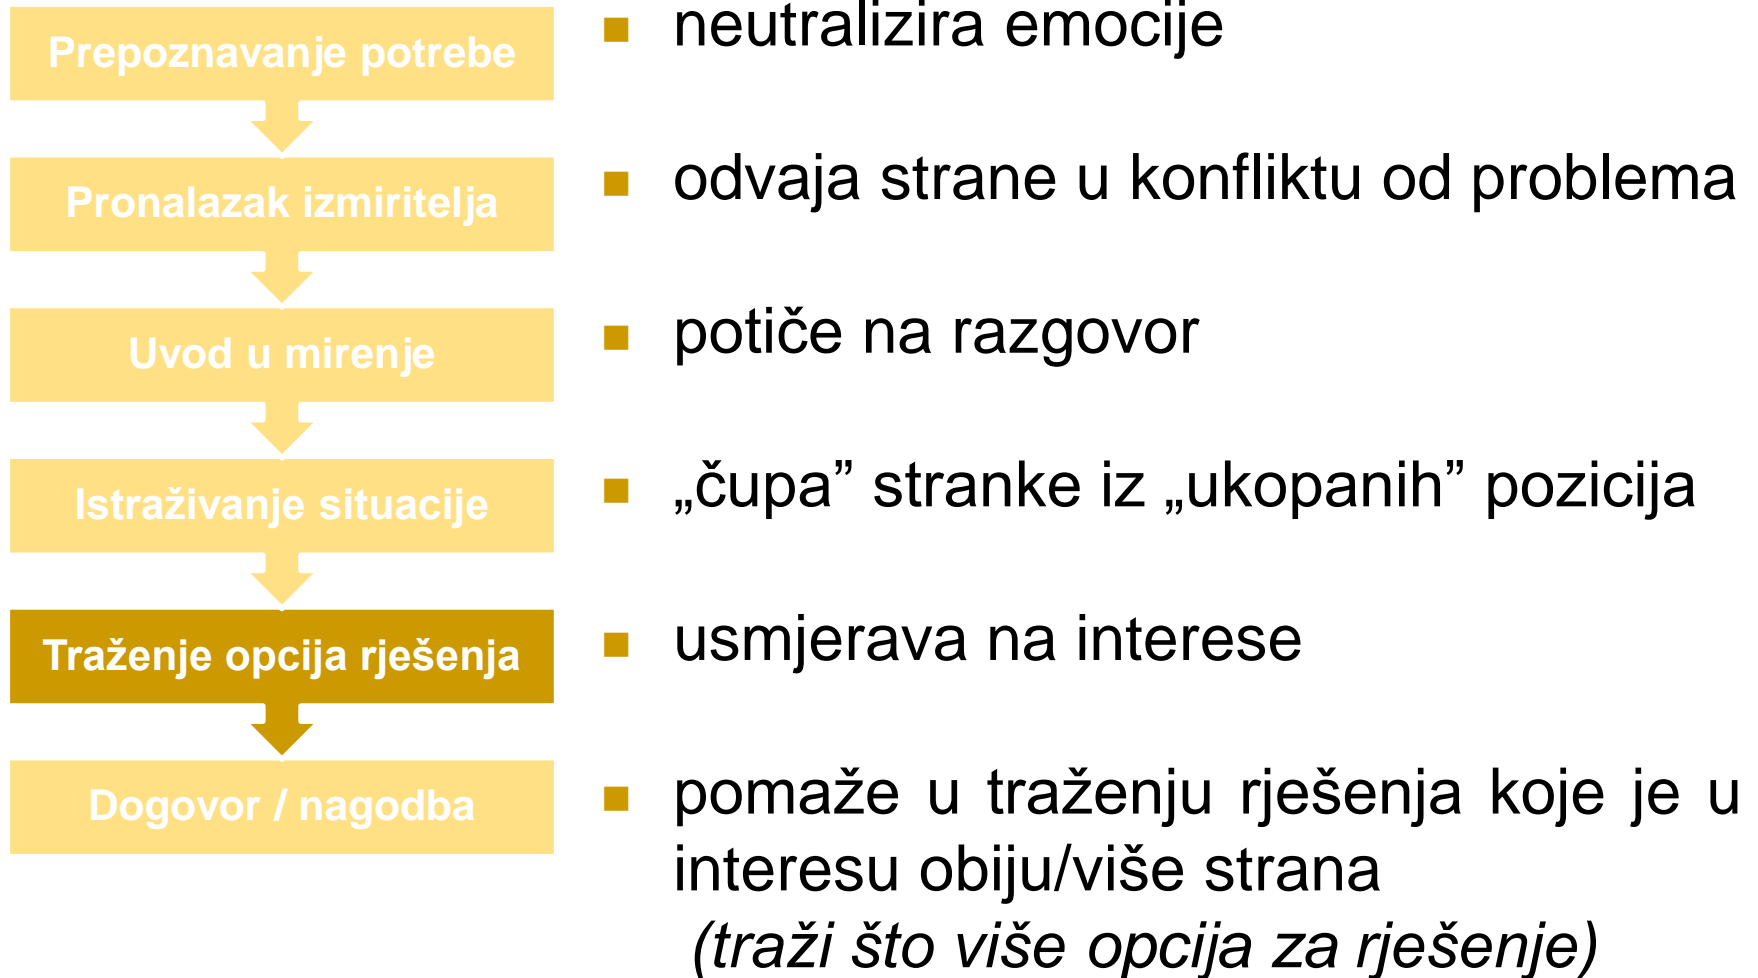 Prepoznavanje potrebe
Pronalazak izmiritelja
Uvod u mirenje
Istraživanje situacije
Traženje opcija rješenja
Dogovor / nagodba
neutralizira emocije
odvaja strane u konfliktu od problema
potiče na razgovor
„čupa” stranke iz „ukopanih” pozicija
usmjerava na interese
pomaže u traženju rješenja koje je u
interesu obiju/više strana
(traži što više opcija za rješenje)